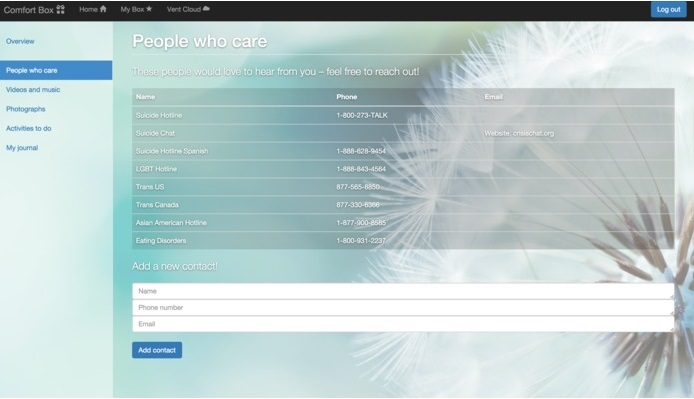 Comfort Box Home My Box Vent Cloud Log out
Overview
People who care
Videos and music
Photographs
Activities to do
My journal
People who care
These people would love to hear from you – feel free to reach out!
Name Phone Email
Suicide Hotline 1-800-273-TALK
Suicide Chat Website: crisischat.org
Suicide Hotline Spanish 1-888-628-9454
LGBT Hotline 1-888-843-4564
Trans US 877-565-8850
Trans Canada 877-330-6366
Asian American Hotline 1-877-900-8585
Eating Disorders 1-800-931-2237
Add a new contact!
Name
Phone number
Email
Add contact